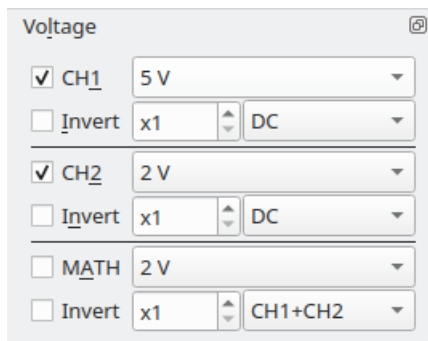 Voltage
CH1 5 V
Invert x1 DC
CH2 2 V
Invert x1 DC
MATH 2 V
Invert x1 CH1+CH2